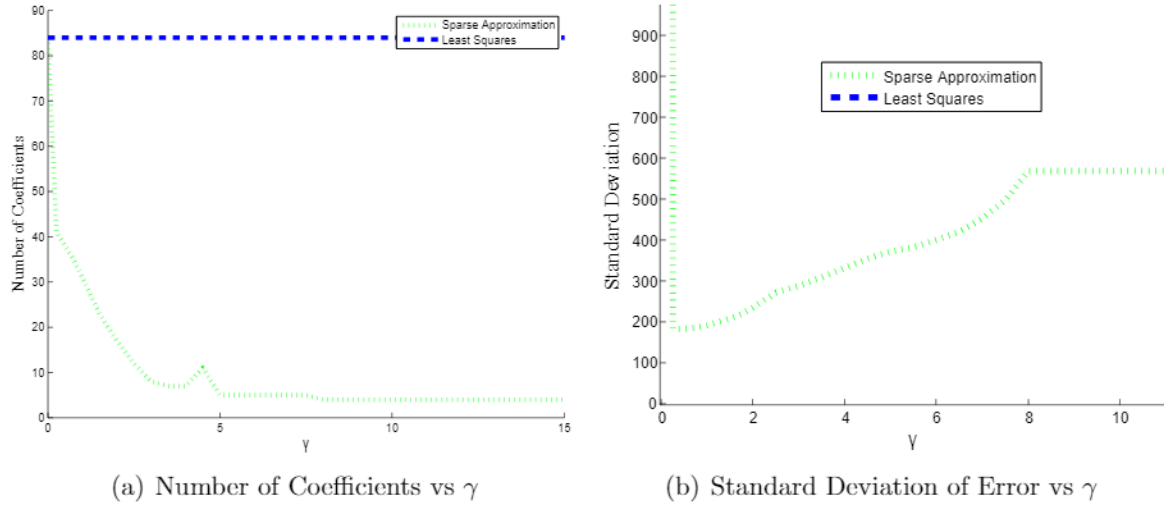 90
80
70
60
50
40
30
20
10
0
Number of Coefficients
Sparse Approximation
Least Squares
0 5 10 15
γ
(a) Number of Coefficients vs γ
900
800
700
600
500
400
300
200
100
0
Standard Deviation
Sparse Approximation
Least Squares
0 2 4 6 8 10
γ
(b) Standard Deviation of Error vs γ